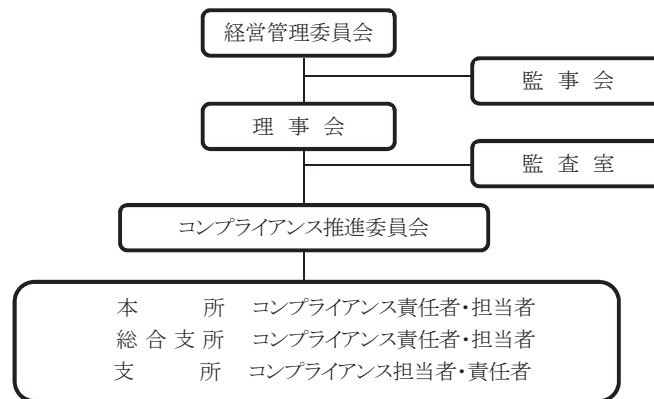 経営管理委員会
監事会
理事会
監査室
コンプライアンス推進委員会
本所 コンプライアンス責任者・担当者
総合支所 コンプライアンス責任者・担当者
支所 コンプライアンス担当者・責任者